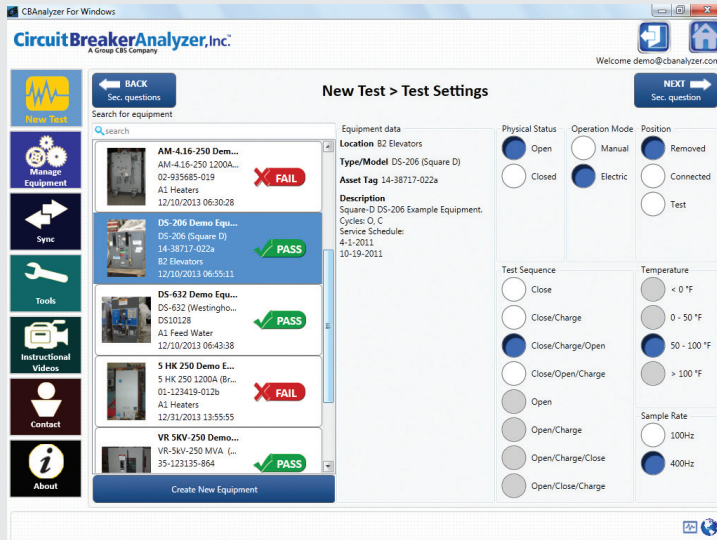 CBAnalyzer For Windows
CircuitBreakerAnalyzer,Inc.™
A Group CBS Company
Welcome demo@cbanalyzer.com
New Test
Manage Equipment
Sync
Tools
Instructional Videos
Contact
About
BACK
Sec. questions
New Test > Test Settings
NEXT
Sec. question
Search for equipment
search
AM-4.16-250 Dem...
AM-4.16-250 1200A...
02-935685-019
A1 Heaters
12/10/2013 06:30:28
FAIL
DS-206 Demo Equ...
DS-206 (Square D)
14-38717-022a
B2 Elevators
12/10/2013 06:55:11
PASS
DS-632 Demo Equ...
DS-632 (Westingho...
DS10128
A1 Feed Water
12/10/2013 06:43:38
PASS
5 HK 250 Demo E...
5 HK 250 1200A (Br...
01-123419-012b
A1 Heaters
12/31/2013 13:55:55
FAIL
VR 5KV-250 Demo...
VR-5kV-250 MVA (...
35-123135-864
PASS
Create New Equipment
Equipment data
Location B2 Elevators
Type/Model DS-206 (Square D)
Asset Tag 14-38717-022a
Description
Square-D DS-206 Example Equipment.
Cycles: O, C
Service Schedule:
4-1-2011
10-19-2011
Physical Status
Open
Closed
Operation Mode
Manual
Electric
Position
Removed
Connected
Test
Test Sequence
Close
Close/Charge
Close/Charge/Open
Close/Open/Charge
Open
Open/Charge
Open/Charge/Close
Open/Close/Charge
Temperature
< 0 °F
0 - 50 °F
50 - 100 °F
> 100 °F
Sample Rate
100Hz
400Hz